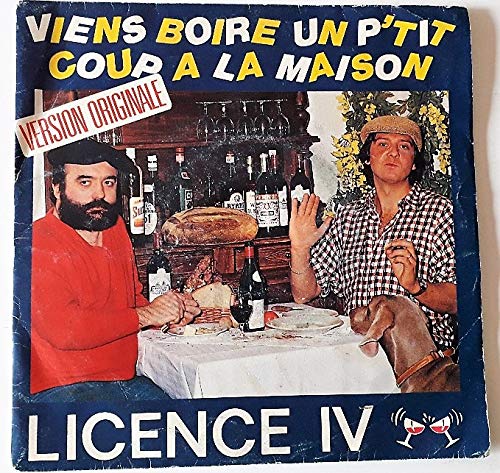 VIENS BOIRE UN P'TIT
COUP A LA MAISON
VERSION ORIGINALE
LICENCE IV